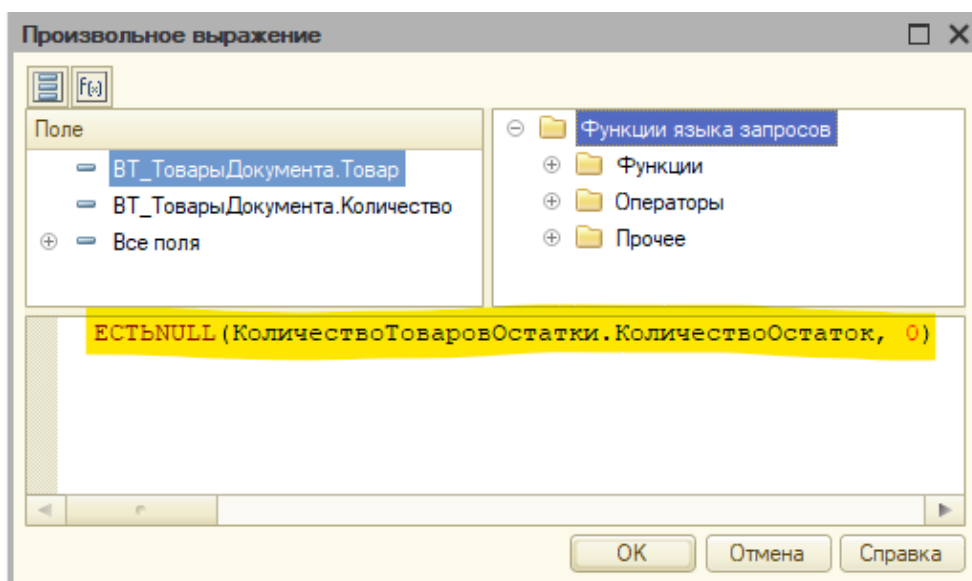 Произвольное выражение
Поле
ВТ_ТоварыДокумента.Товар
ВТ_ТоварыДокумента.Количество
Все поля
Функции языка запросов
Функции
Операторы
Прочее
ЕСТЬNULL(КоличествоТоваровОстатки.КоличествоОстаток, 0)
ОК
Отмена
Справка